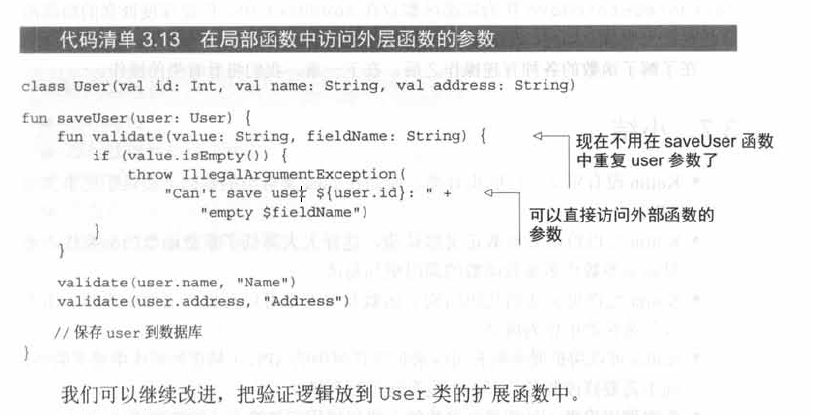 代码清单 3.13 在局部函数中访问外层函数的参数
class User(val id: Int, val name: String, val address: String)
fun saveUser(user: User) {
fun validate(value: String, fieldName: String) {
现在不用在 saveUser 函数
中重复 user 参数了
if (value.isEmpty()) {
throw IllegalArgumentException(
"Can't save user ${user.id}: " +
可以直接访问外部函数的
参数
"empty $fieldName")
}
}
validate(user.name, "Name")
validate(user.address, "Address")
// 保存 user 到数据库
}
我们可以继续改进，把验证逻辑放到 User 类的扩展函数中。